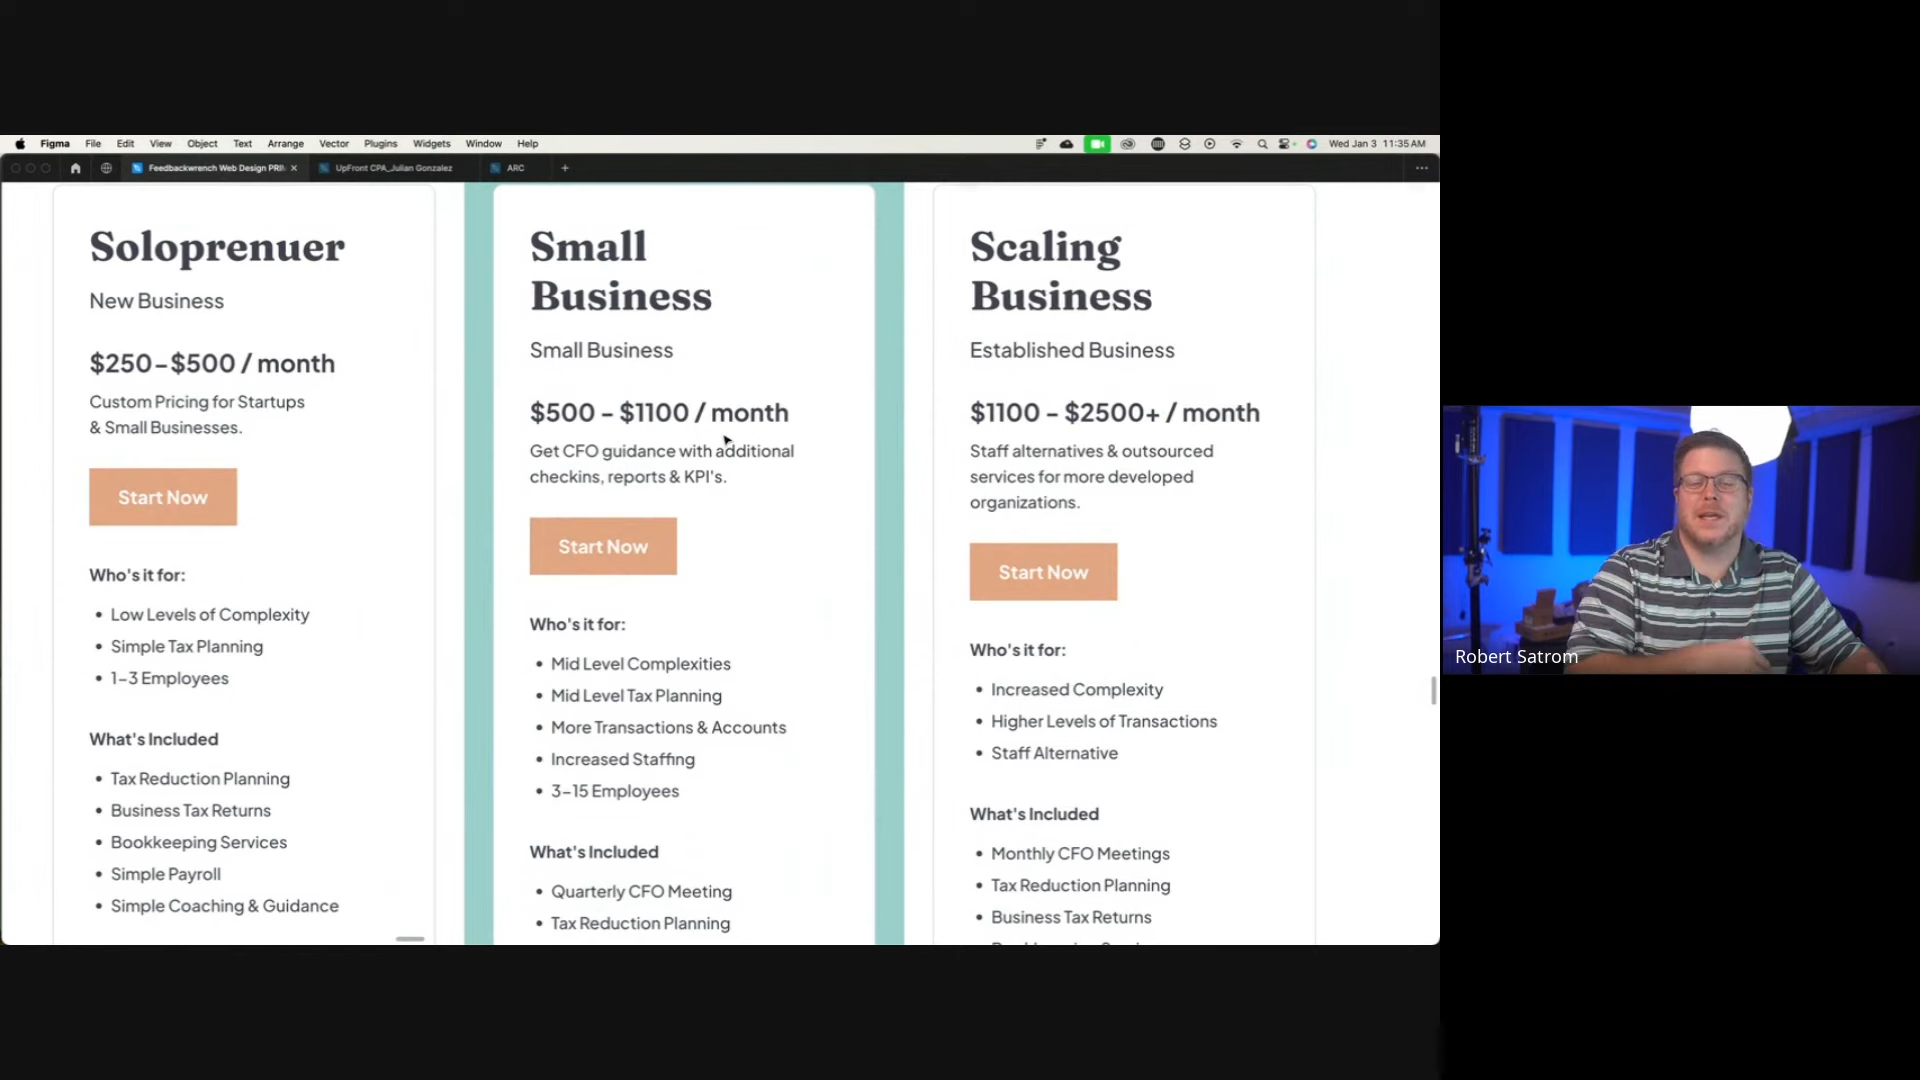 Figma File Edit View Object Text Arrange Vector Plugins Widgets Window Help Wed Jan 3 11:35 AM
Feedbackwrench Web Design PRI UpFront CPA_Julian Gonzalez ARC
Soloprenuer
New Business
$250–$500 / month
Custom Pricing for Startups
& Small Businesses.
Start Now
Who's it for:
• Low Levels of Complexity
• Simple Tax Planning
• 1–3 Employees
What's Included
• Tax Reduction Planning
• Business Tax Returns
• Bookkeeping Services
• Simple Payroll
• Simple Coaching & Guidance
Small
Business
Small Business
$500 – $1100 / month
Get CFO guidance with additional
checkins, reports & KPI's.
Start Now
Who's it for:
• Mid Level Complexities
• Mid Level Tax Planning
• More Transactions & Accounts
• Increased Staffing
• 3–15 Employees
What's Included
• Quarterly CFO Meeting
• Tax Reduction Planning
Scaling
Business
Established Business
$1100 – $2500+ / month
Staff alternatives & outsourced
services for more developed
organizations.
Start Now
Who's it for:
• Increased Complexity
• Higher Levels of Transactions
• Staff Alternative
What's Included
• Monthly CFO Meetings
• Tax Reduction Planning
• Business Tax Returns
Robert Satrom